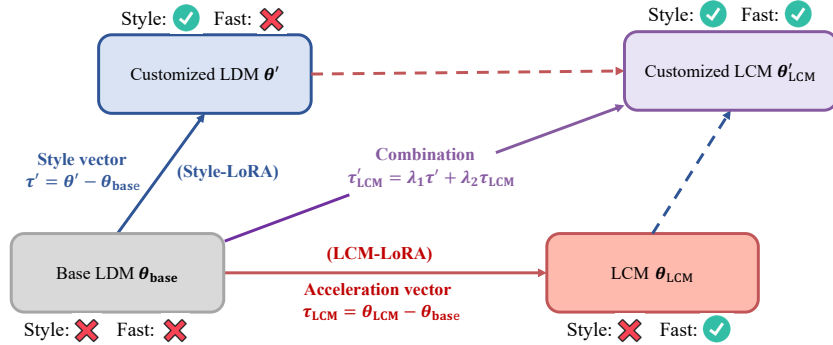 Style: Fast:
Style: Fast:
Customized LDM θ′
Customized LCM θ′LCM
Style vector
τ′ = θ′ − θbase
(Style-LoRA)
Combination
τ′LCM = λ1τ′ + λ2τLCM
Base LDM θbase
(LCM-LoRA)
Acceleration vector
τLCM = θLCM − θbase
LCM θLCM
Style: Fast:
Style: Fast: